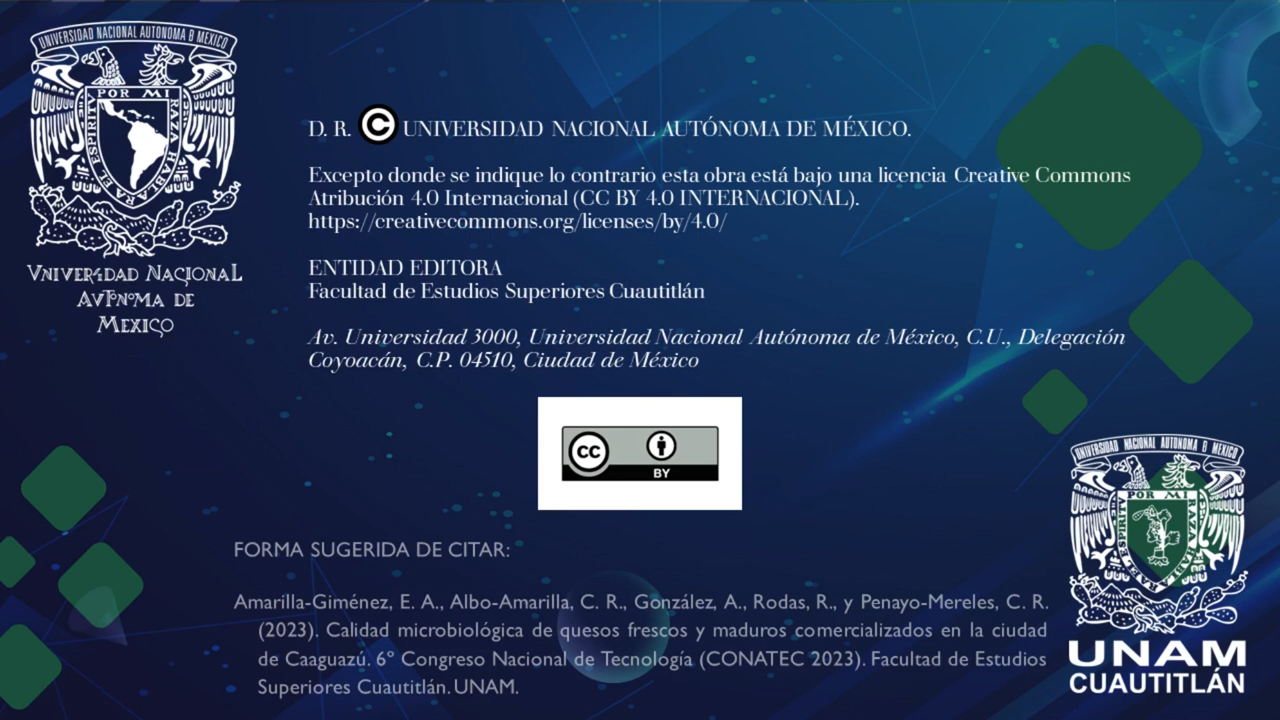 UNIVERSIDAD NACIONAL AUTONOMA D MEXICO
POR MI RAZA HABLARA EL ESPIRITU
VNIVERSIDAD NACIONAL
AVTNOMA DE
MEXICO
D. R. © UNIVERSIDAD NACIONAL AUTÓNOMA DE MÉXICO.
Excepto donde se indique lo contrario esta obra está bajo una licencia Creative Commons
Atribución 4.0 Internacional (CC BY 4.0 INTERNACIONAL).
https://creativecommons.org/licenses/by/4.0/
ENTIDAD EDITORA
Facultad de Estudios Superiores Cuautitlán
Av. Universidad 3000, Universidad Nacional Autónoma de México, C.U., Delegación
Coyoacán, C.P. 04510, Ciudad de México
CC
BY
FORMA SUGERIDA DE CITAR:
Amarilla-Giménez, E. A., Albo-Amarilla, C. R., González, A., Rodas, R., y Penayo-Mereles, C. R.
(2023). Calidad microbiológica de quesos frescos y maduros comercializados en la ciudad
de Caaguazú. 6º Congreso Nacional de Tecnología (CONATEC 2023). Facultad de Estudios
Superiores Cuautitlán. UNAM.
UNIVERSIDAD NACIONAL AUTONOMA D MEXICO
POR MI RAZA
ESPIRITU
UNAM
CUAUTITLÁN